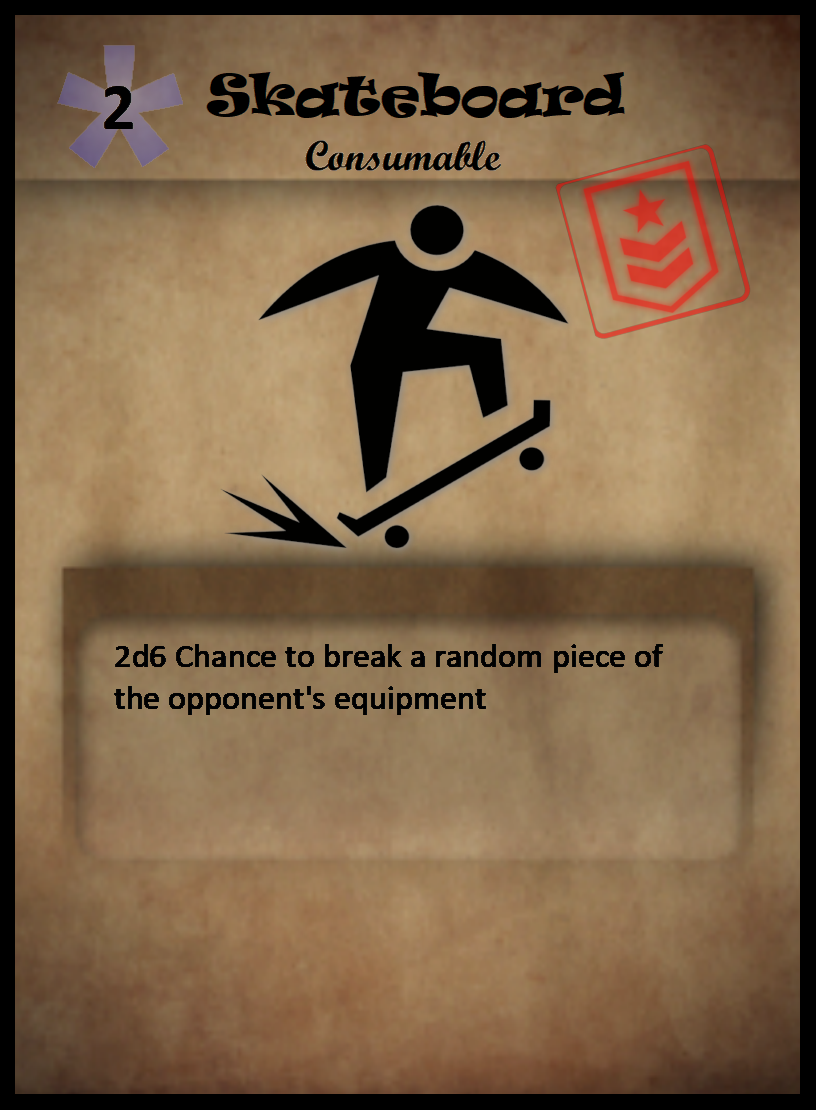 2
Skateboard
Consumable
2d6 Chance to break a random piece of
the opponent's equipment